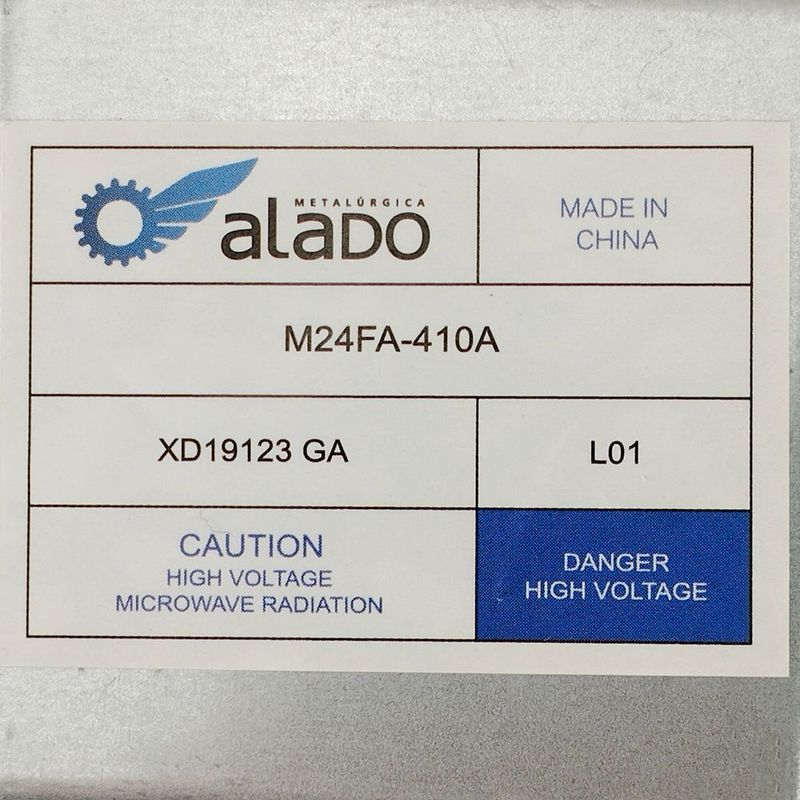 METALÚRGICA
alaDO
MADE IN
CHINA
M24FA-410A
XD19123 GA
L01
CAUTION
HIGH VOLTAGE
MICROWAVE RADIATION
DANGER
HIGH VOLTAGE